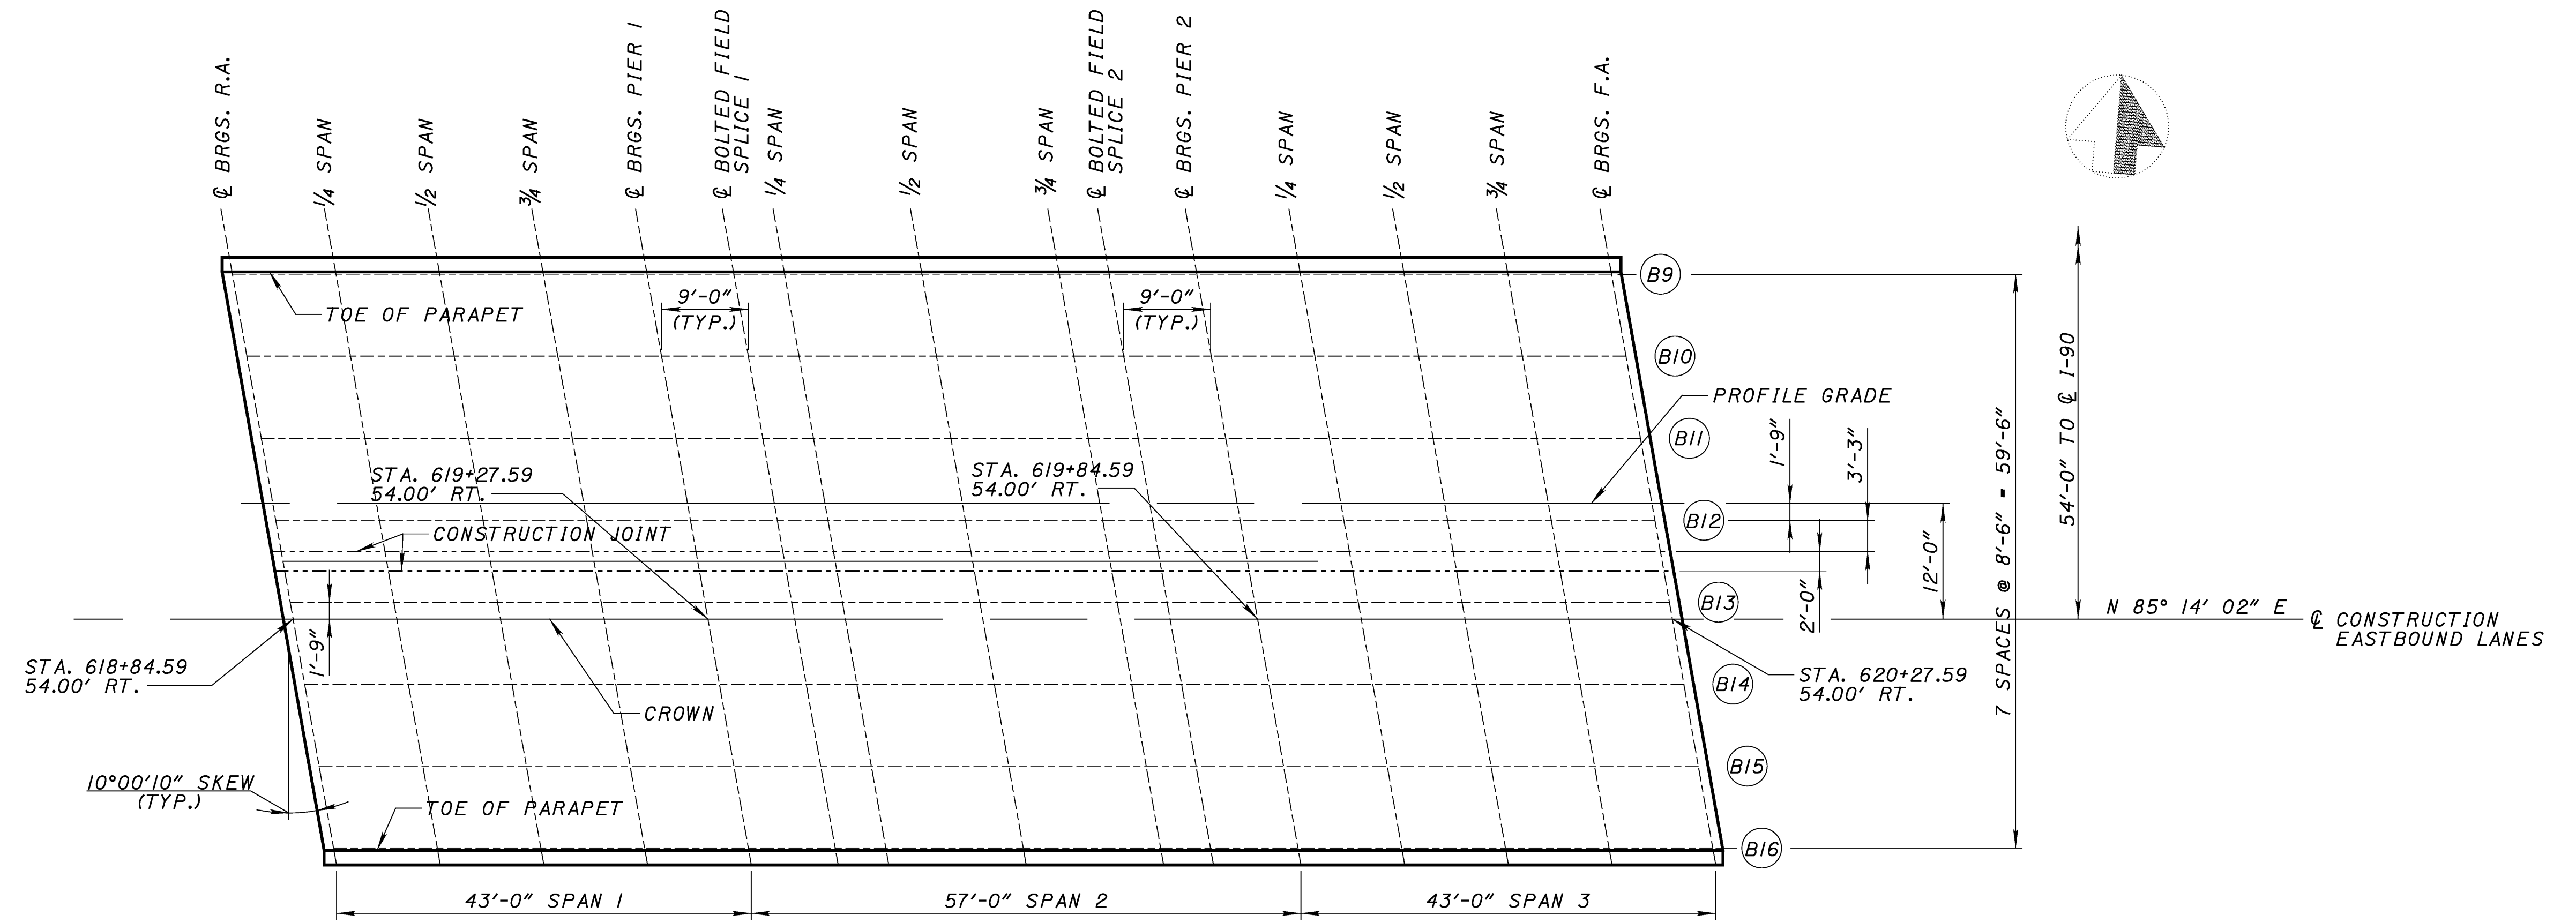 ℄ BRGS. R.A.
1/4 SPAN
1/2 SPAN
3/4 SPAN
℄ BRGS. PIER 1
℄ BOLTED FIELD
SPLICE 1
1/4 SPAN
1/2 SPAN
3/4 SPAN
℄ BOLTED FIELD
SPLICE 2
℄ BRGS. PIER 2
1/4 SPAN
1/2 SPAN
3/4 SPAN
℄ BRGS. F.A.
B9
9'-0"
(TYP.)
9'-0"
(TYP.)
TOE OF PARAPET
B10
PROFILE GRADE
B11
1'-9"
3'-3"
54'-0" TO ℄ I-90
STA. 619+27.59
54.00' RT.
STA. 619+84.59
54.00' RT.
B12
CONSTRUCTION JOINT
12'-0"
7 SPACES @ 8'-6" = 59'-6"
B13
2'-0"
N 85° 14' 02" E
℄ CONSTRUCTION
EASTBOUND LANES
1'-9"
STA. 618+84.59
54.00' RT.
STA. 620+27.59
54.00' RT.
B14
CROWN
B15
10°00'10" SKEW
(TYP.)
TOE OF PARAPET
B16
43'-0" SPAN 1
57'-0" SPAN 2
43'-0" SPAN 3